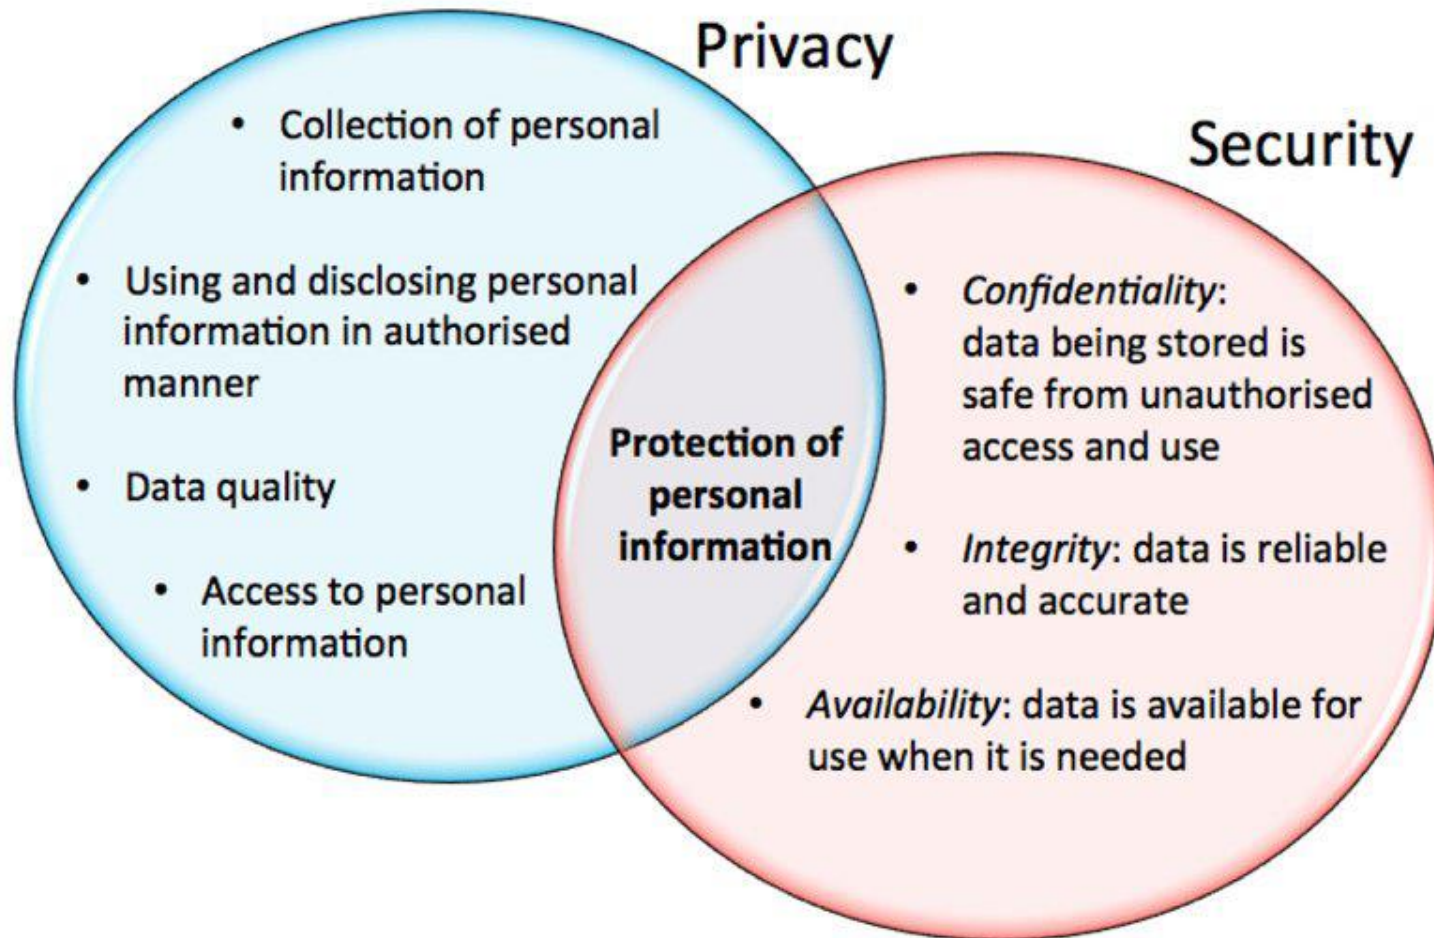 Privacy
• Collection of personal
information
• Using and disclosing personal
information in authorised
manner
• Data quality
• Access to personal
information
Protection of
personal
information
Security
• Confidentiality:
data being stored is
safe from unauthorised
access and use
• Integrity: data is reliable
and accurate
• Availability: data is available for
use when it is needed